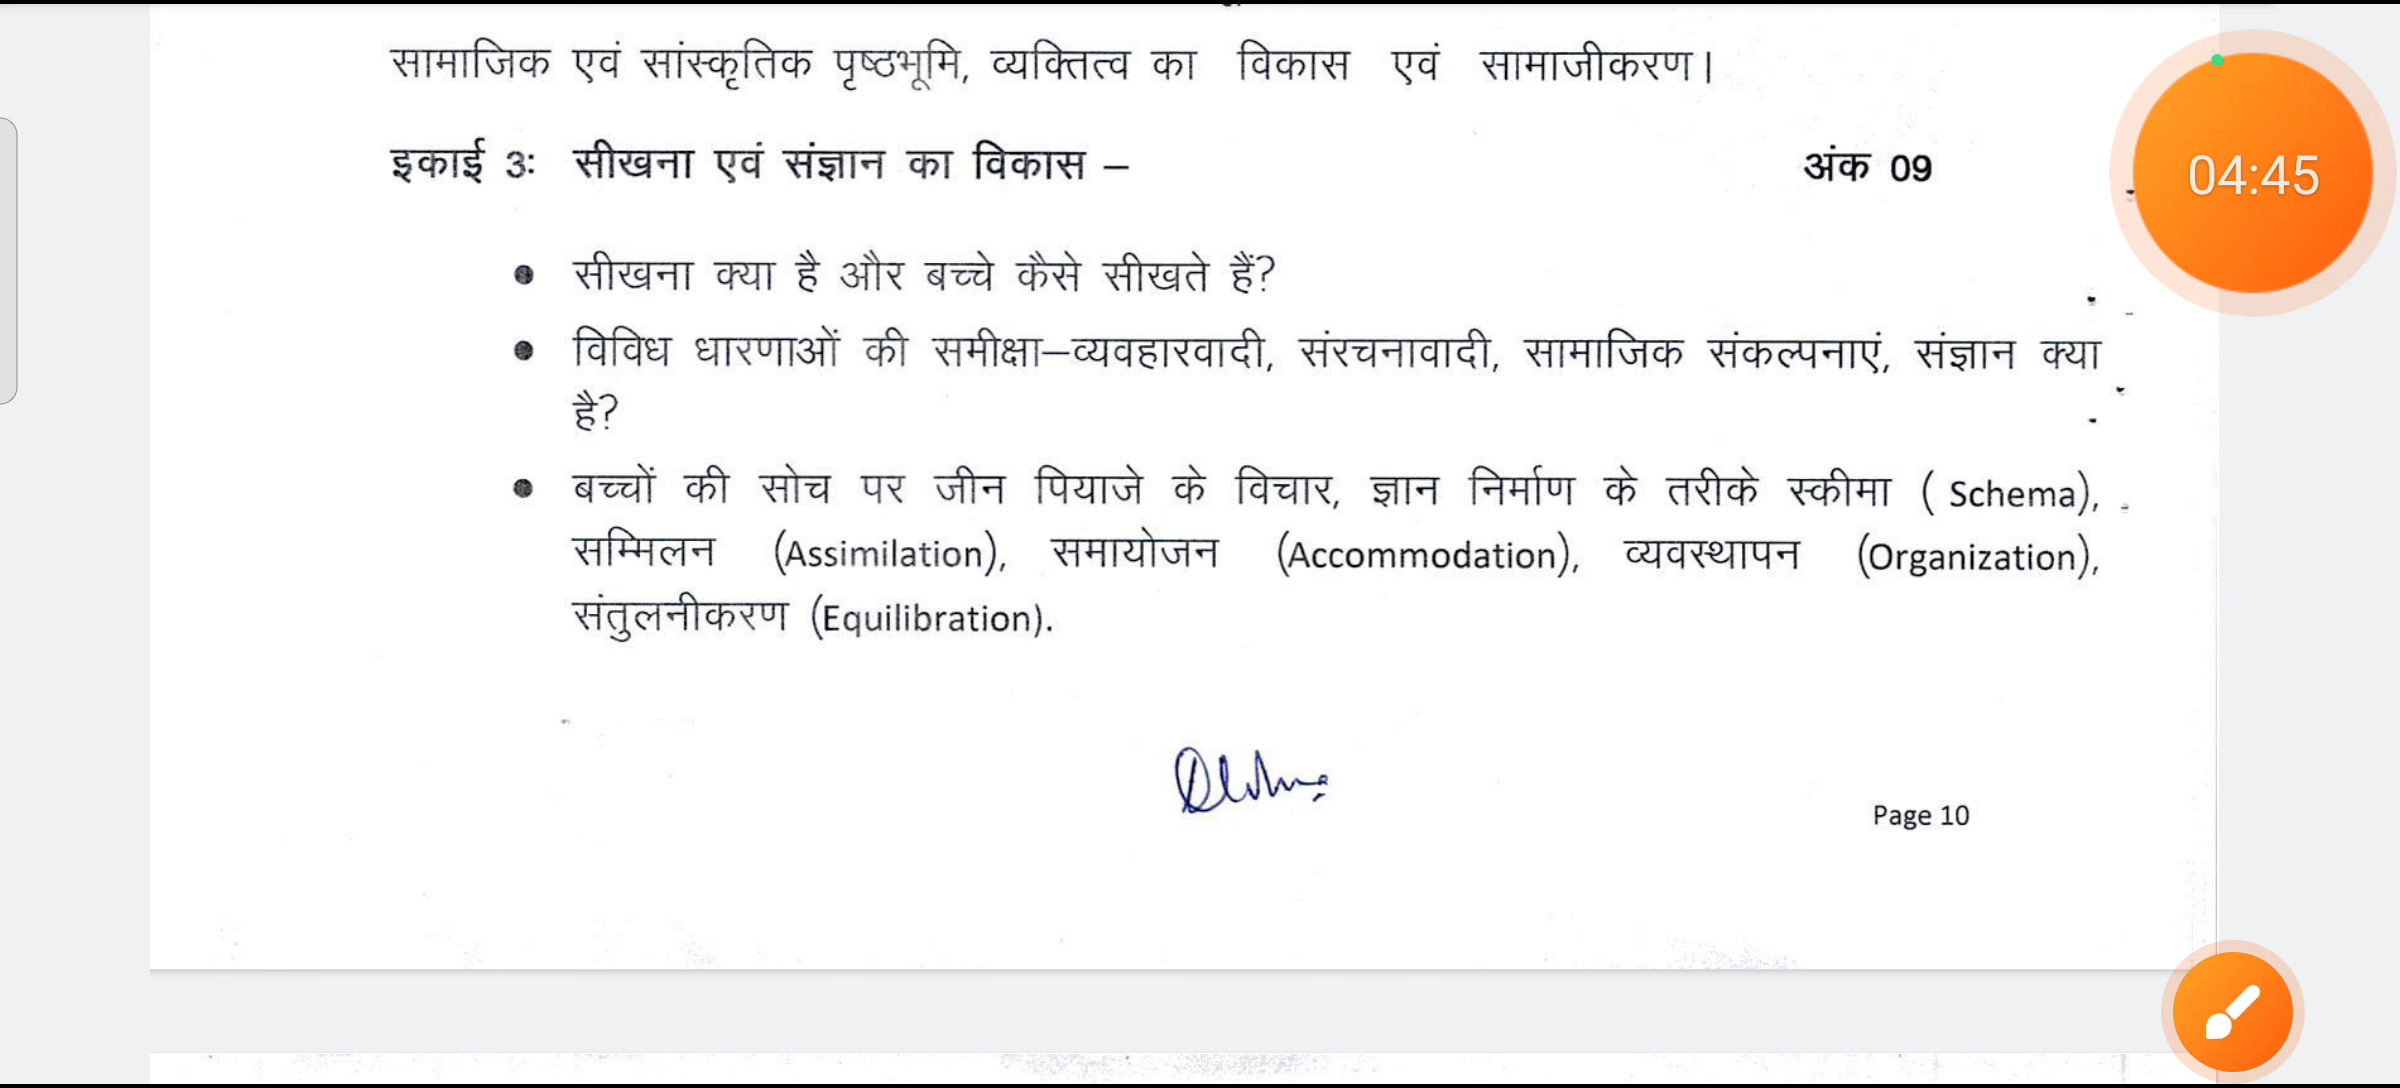 सामाजिक एवं सांस्कृतिक पृष्ठभूमि, व्यक्तित्व का विकास एवं सामाजीकरण।
इकाई 3: सीखना एवं संज्ञान का विकास – अंक 09
04:45
● सीखना क्या है और बच्चे कैसे सीखते हैं?
● विविध धारणाओं की समीक्षा–व्यवहारवादी, संरचनावादी, सामाजिक संकल्पनाएं, संज्ञान क्या
है?
● बच्चों की सोच पर जीन पियाजे के विचार, ज्ञान निर्माण के तरीके स्कीमा ( Schema),
सम्मिलन (Assimilation), समायोजन (Accommodation), व्यवस्थापन (Organization),
संतुलनीकरण (Equilibration).
Page 10